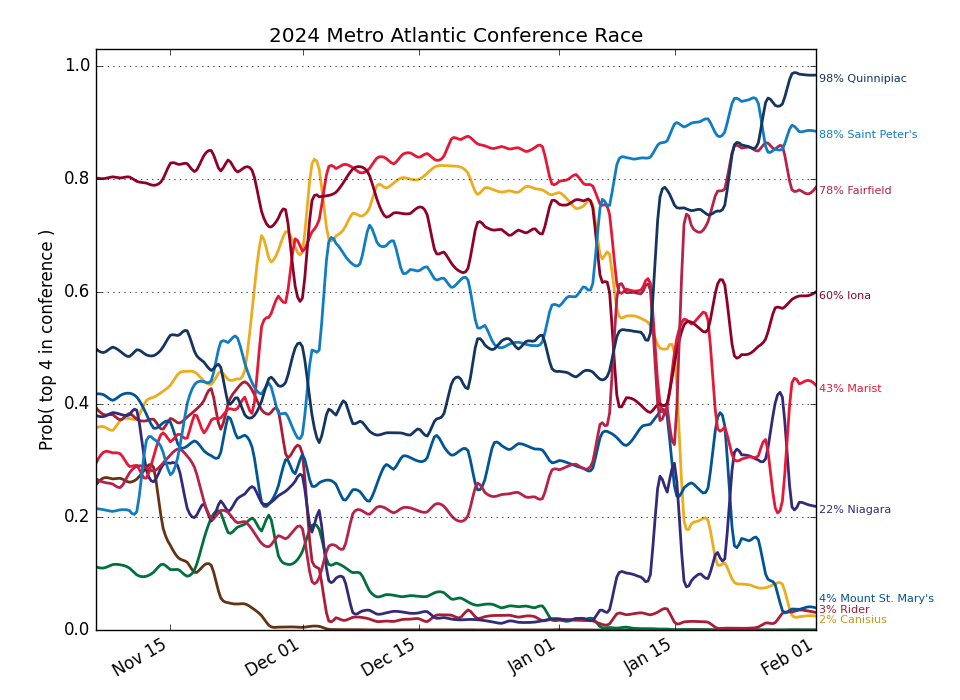 2024 Metro Atlantic Conference Race
Prob( top 4 in conference )
1.0
0.8
0.6
0.4
0.2
0.0
Nov 15
Dec 01
Dec 15
Jan 01
Jan 15
Feb 01
98% Quinnipiac
88% Saint Peter's
78% Fairfield
60% Iona
43% Marist
22% Niagara
4% Mount St. Mary's
3% Rider
2% Canisius